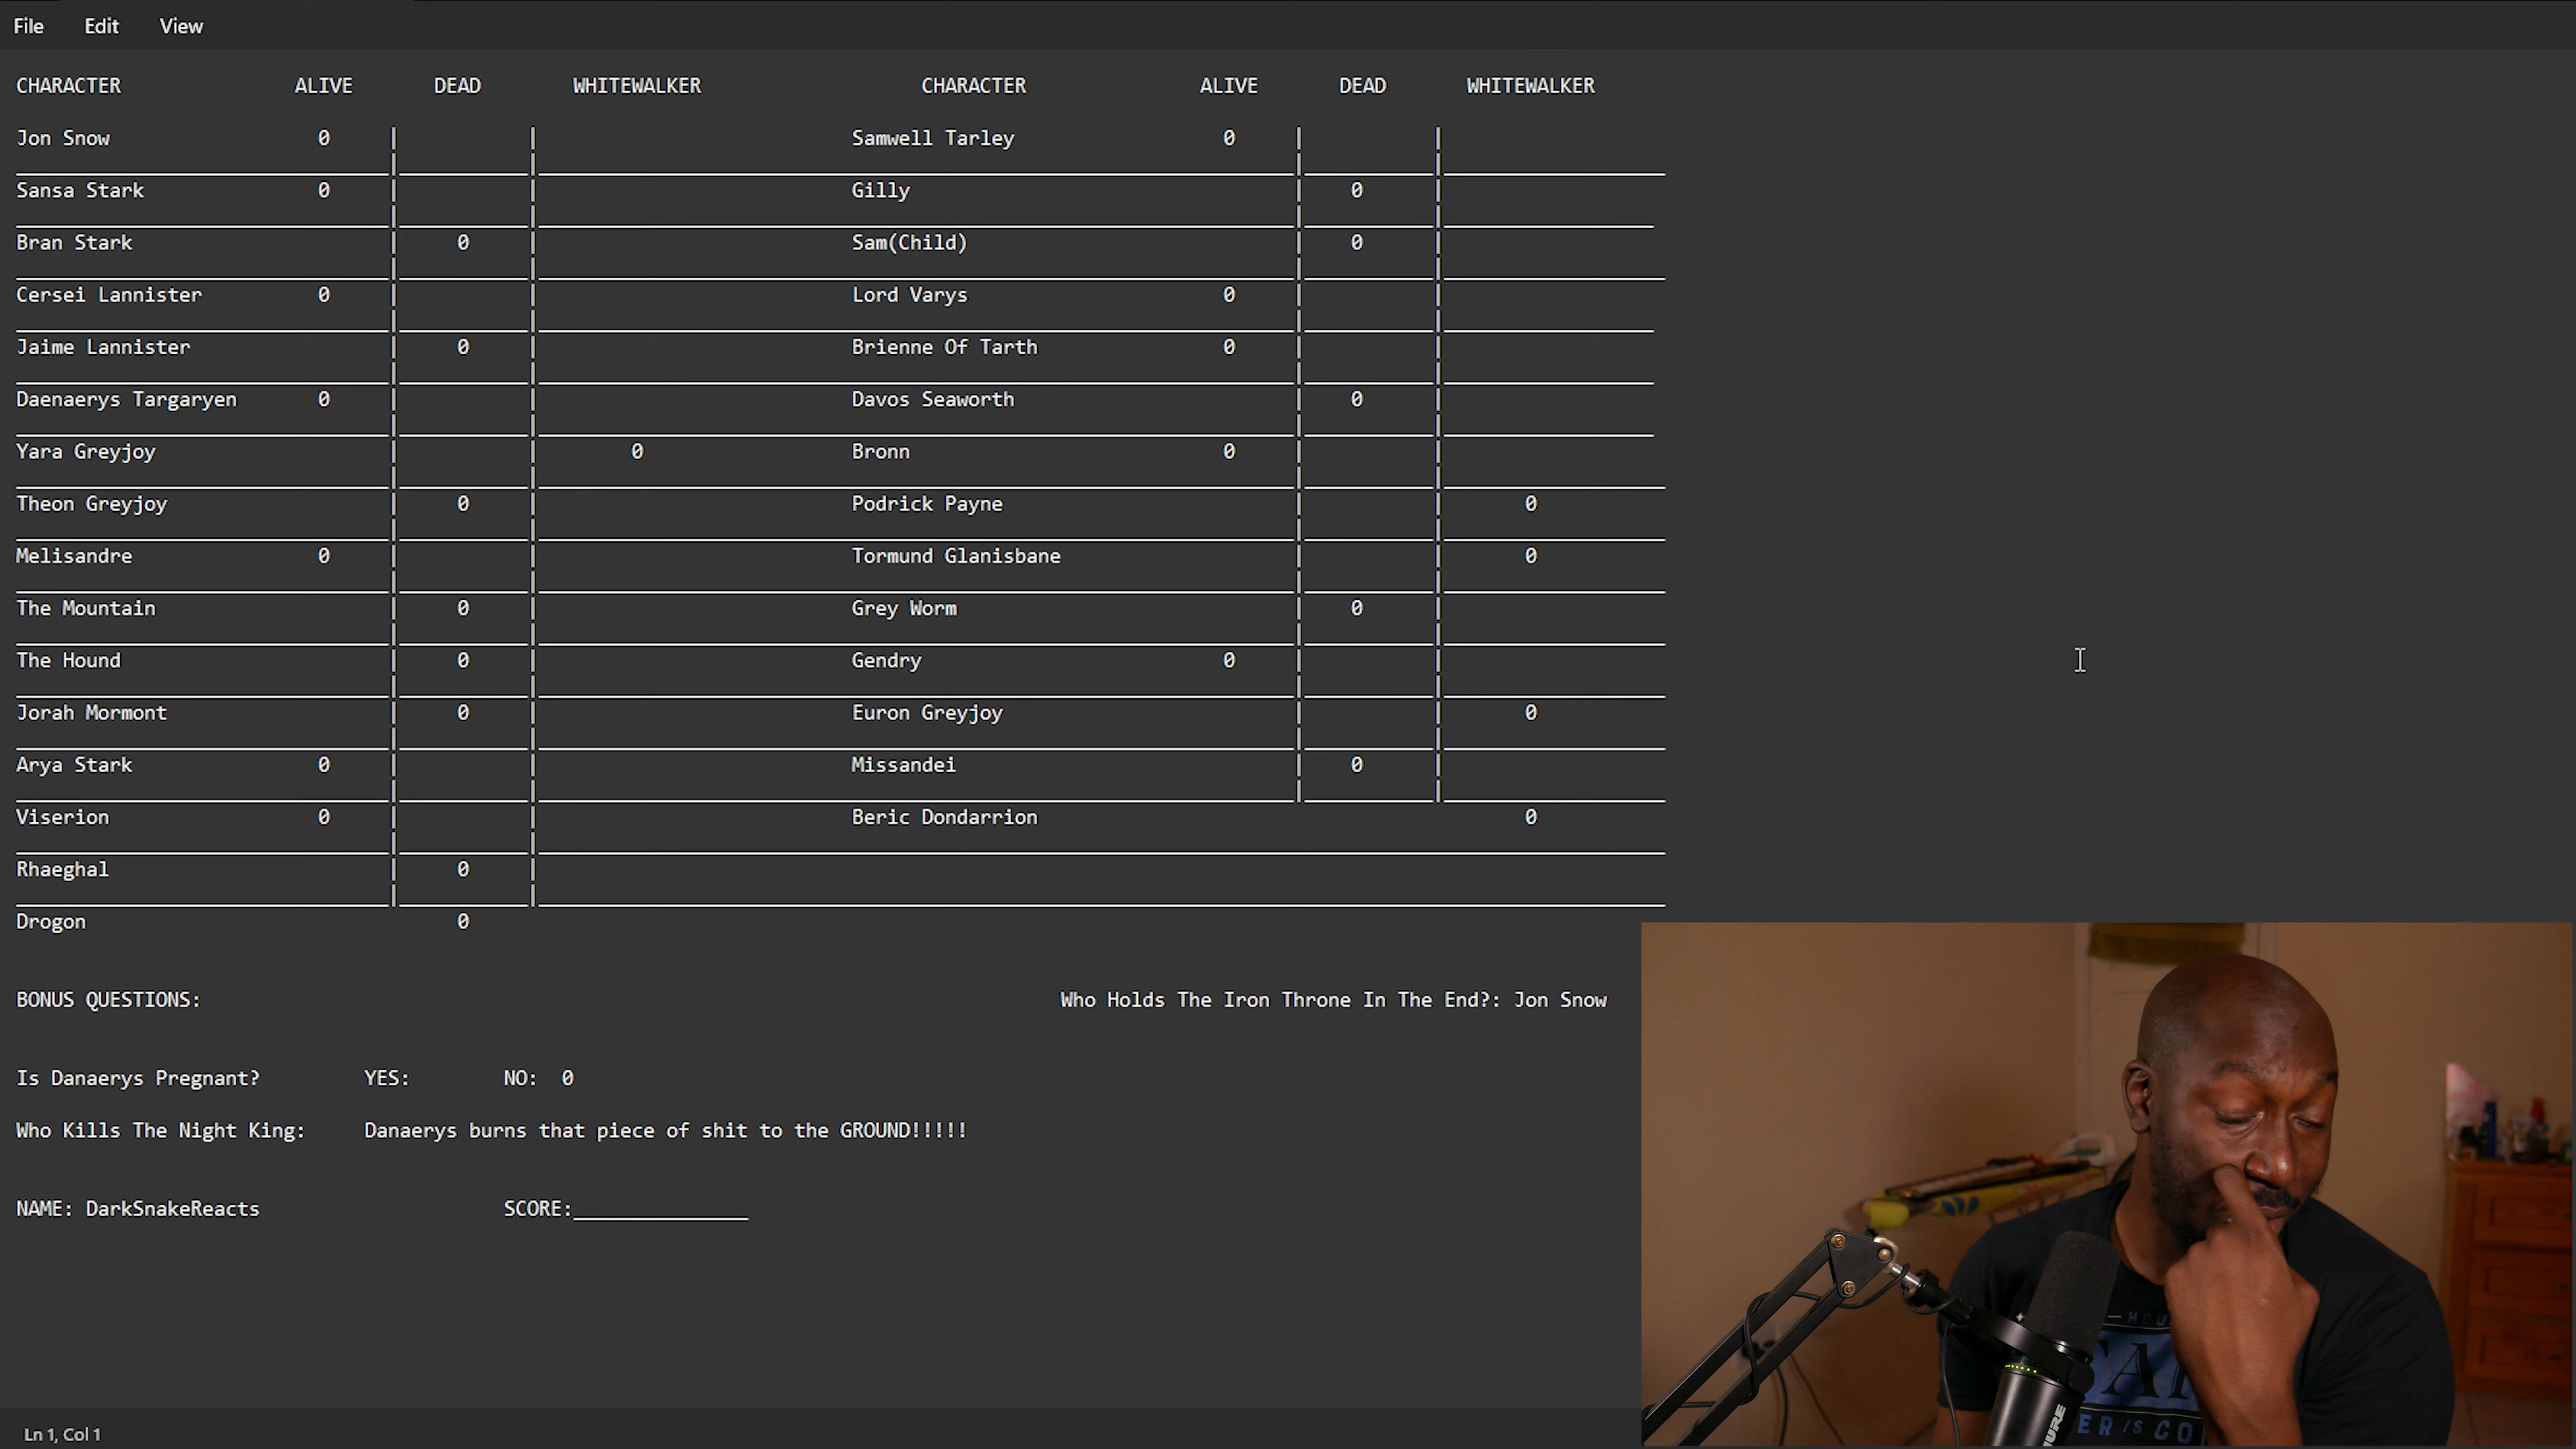 File Edit View
CHARACTER ALIVE DEAD WHITEWALKER CHARACTER ALIVE DEAD WHITEWALKER
Jon Snow 0 Samwell Tarley 0
Sansa Stark 0 Gilly 0
Bran Stark 0 Sam(Child) 0
Cersei Lannister 0 Lord Varys 0
Jaime Lannister 0 Brienne Of Tarth 0
Daenaerys Targaryen 0 Davos Seaworth 0
Yara Greyjoy 0 Bronn 0
Theon Greyjoy 0 Podrick Payne 0
Melisandre 0 Tormund Glanisbane 0
The Mountain 0 Grey Worm 0
The Hound 0 Gendry 0
Jorah Mormont 0 Euron Greyjoy 0
Arya Stark 0 Missandei 0
Viserion 0 Beric Dondarrion 0
Rhaeghal 0
Drogon 0
BONUS QUESTIONS: Who Holds The Iron Throne In The End?: Jon Snow
Is Danaerys Pregnant? YES: NO: 0
Who Kills The Night King: Danaerys burns that piece of shit to the GROUND!!!!!
NAME: DarkSnakeReacts SCORE:_______________
Ln 1, Col 1